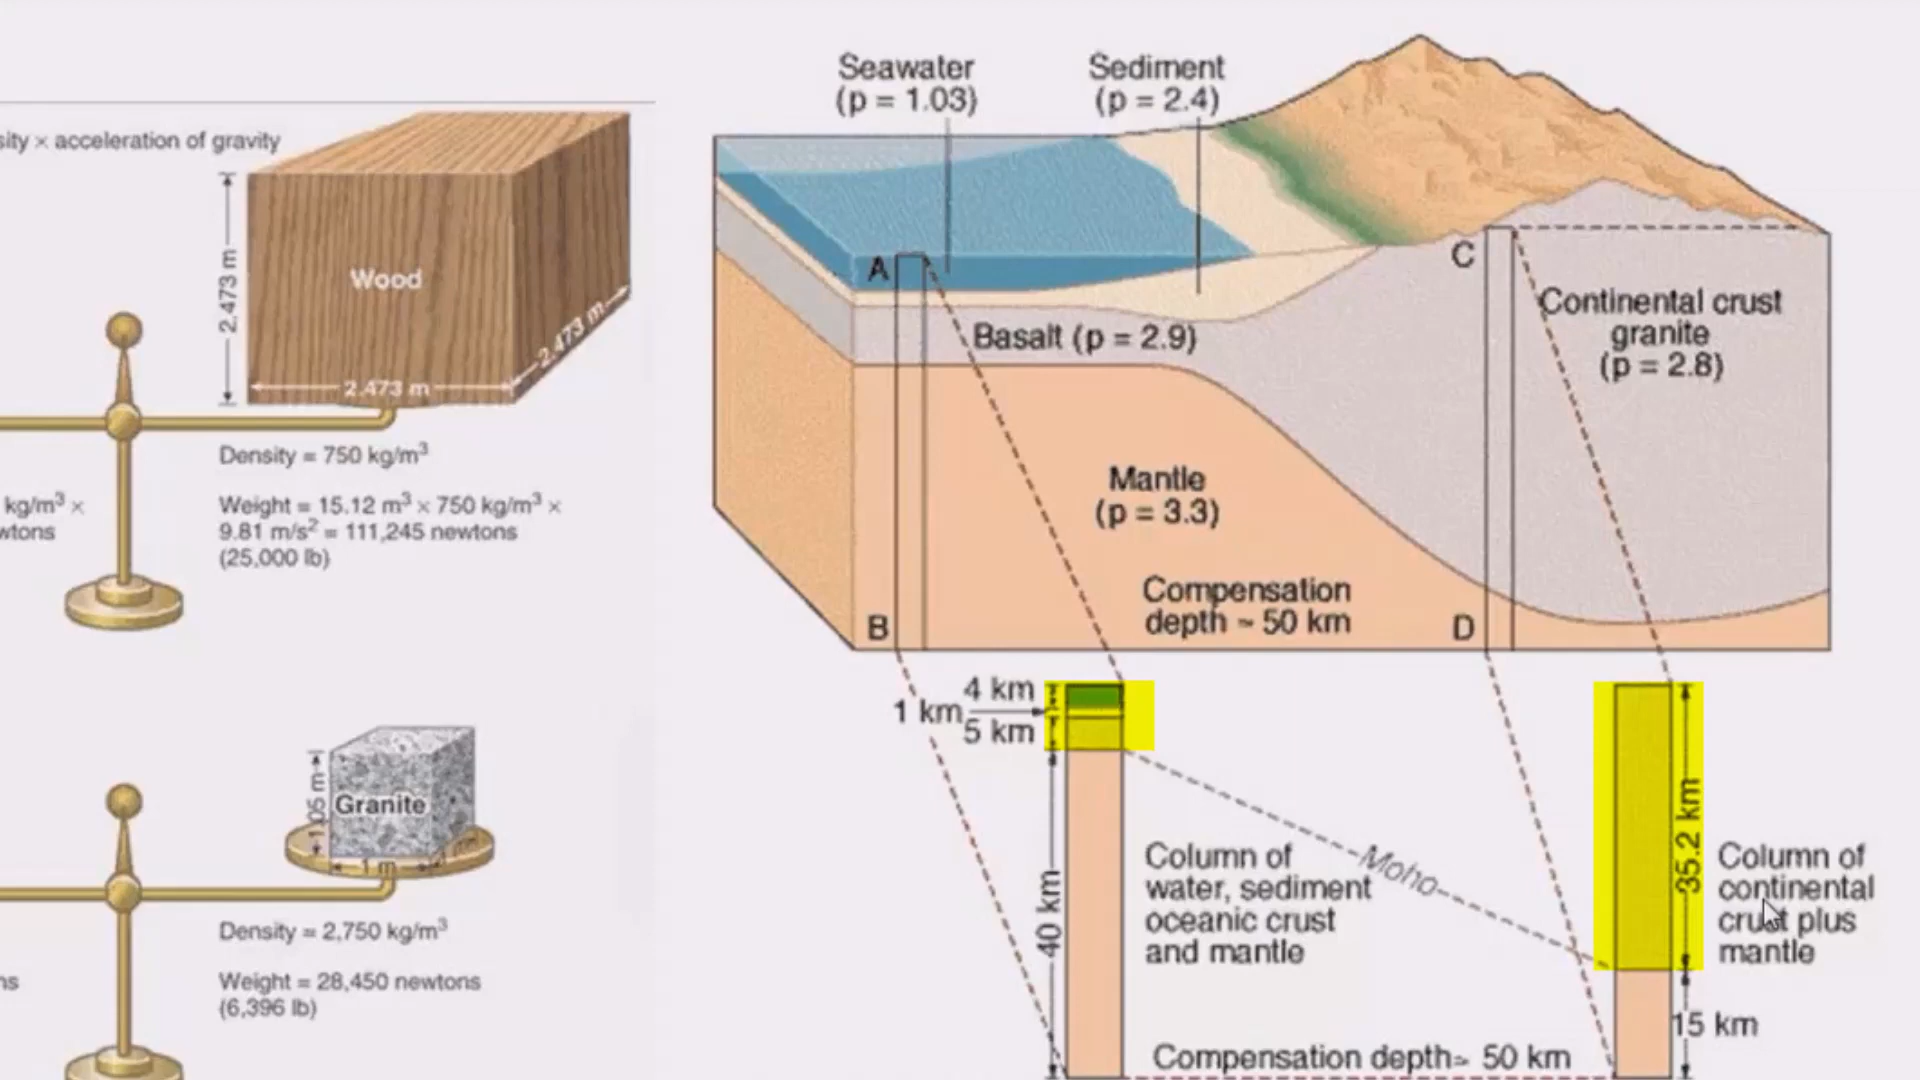 sity × acceleration of gravity
2.473 m
Wood
2.473 m
2.473 m
Density = 750 kg/m³
kg/m³ ×
wtons
Weight = 15.12 m³ × 750 kg/m³ ×
9.81 m/s² = 111,245 newtons
(25,000 lb)
1.05 m
Granite
1 m
Density = 2,750 kg/m³
ns
Weight = 28,450 newtons
(6,396 lb)
Seawater
(p = 1.03)
Sediment
(p = 2.4)
A
C
Basalt (p = 2.9)
Continental crust
granite
(p = 2.8)
Mantle
(p = 3.3)
Compensation
depth ~ 50 km
B
D
4 km
1 km
5 km
40 km
Column of
water, sediment
oceanic crust
and mantle
Moho
35.2 km
Column of
continental
crust plus
mantle
15 km
Compensation depth≈ 50 km